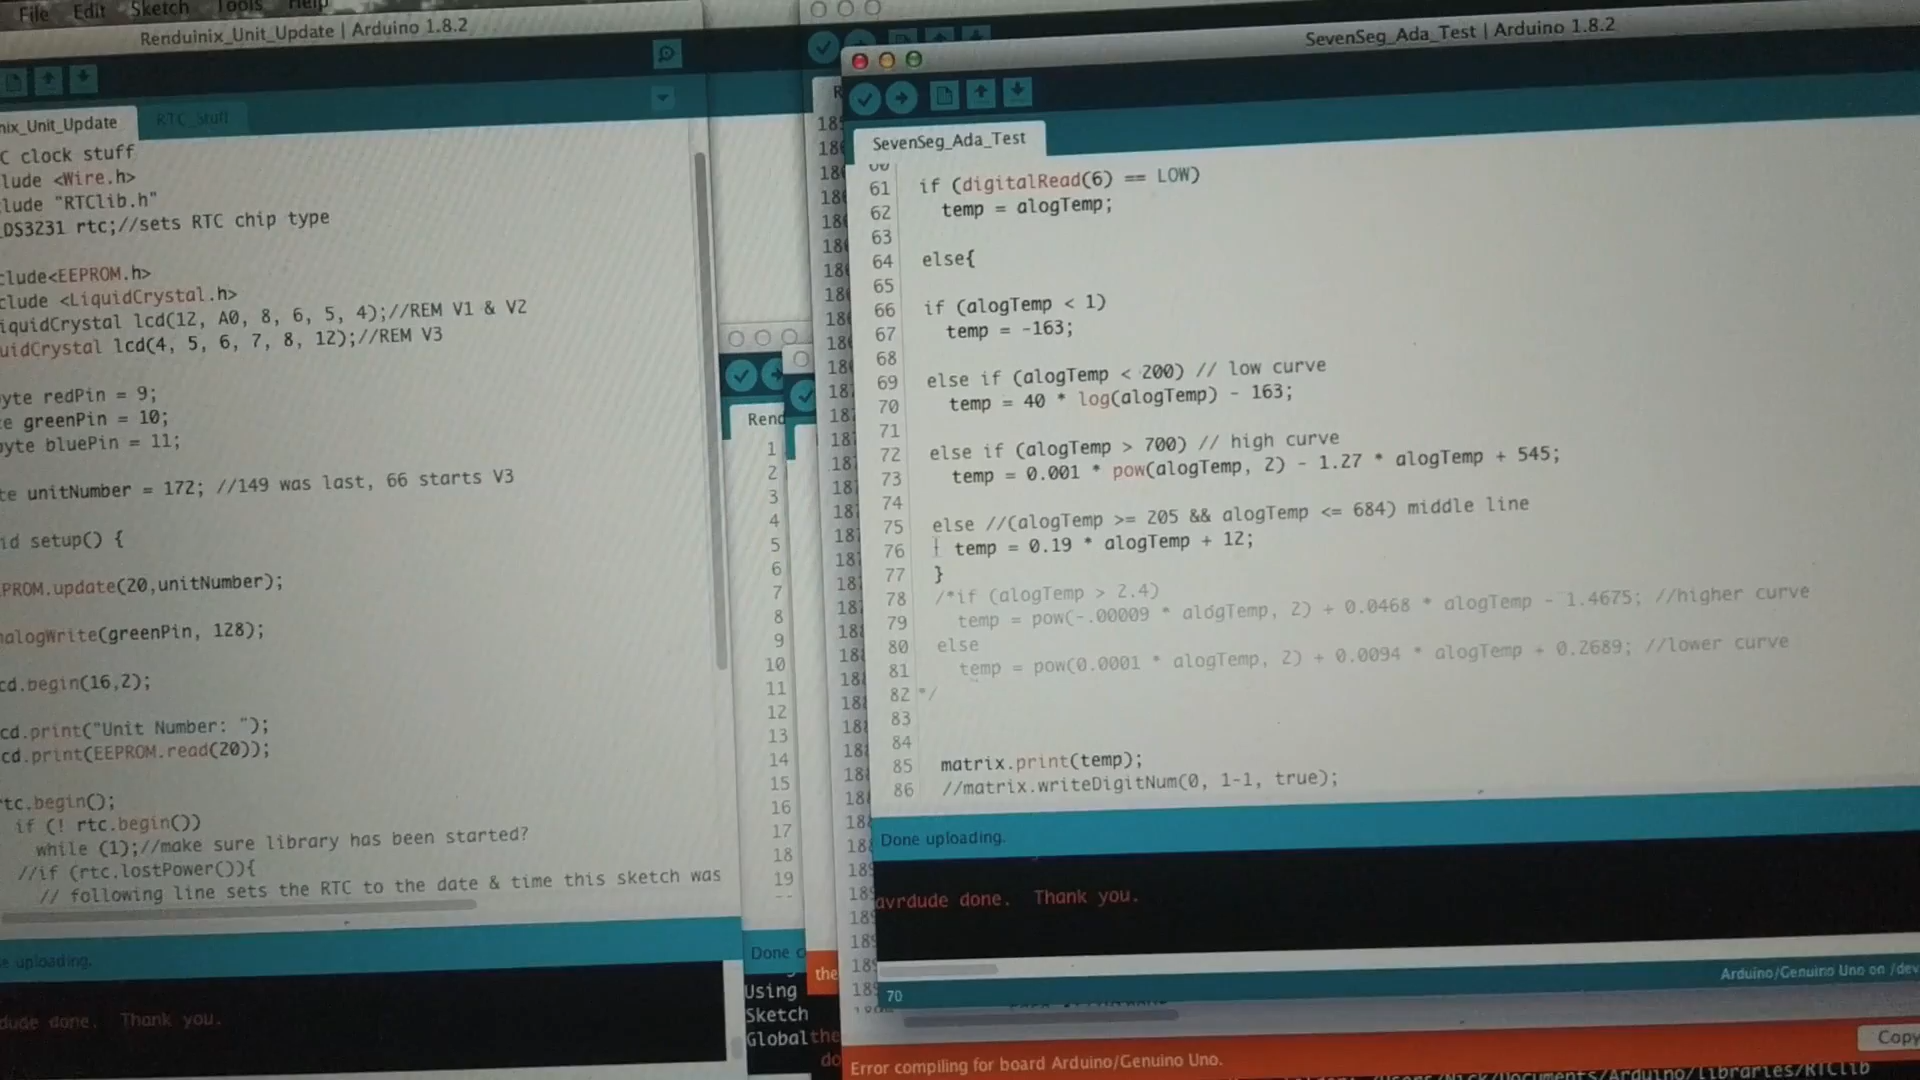 File Edit Sketch Tools Help
Renduinix_Unit_Update | Arduino 1.8.2
nix_Unit_Update RTC_Stuff
C clock stuff
lude <Wire.h>
lude "RTClib.h"
_DS3231 rtc;//sets RTC chip type
clude<EEPROM.h>
clude <LiquidCrystal.h>
iquidCrystal lcd(12, A0, 8, 6, 5, 4);//REM V1 & V2
uidCrystal lcd(4, 5, 6, 7, 8, 12);//REM V3
yte redPin = 9;
e greenPin = 10;
byte bluePin = 11;
te unitNumber = 172; //149 was last, 66 starts V3
id setup() {
PROM.update(20,unitNumber);
nalogWrite(greenPin, 128);
cd.begin(16,2);
cd.print("Unit Number: ");
cd.print(EEPROM.read(20));
rtc.begin();
if (! rtc.begin())
while (1);//make sure library has been started?
//if (rtc.lostPower()){
// following line sets the RTC to the date & time this sketch was
e uploading.
dude done. Thank you.
Rend
1
2
3
4
5
6
7
8
9
10
11
12
13
14
15
16
17
18
19
Done c
Using
Sketch
Global
the
the
do
SevenSeg_Ada_Test | Arduino 1.8.2
SevenSeg_Ada_Test
61 if (digitalRead(6) == LOW)
62 temp = alogTemp;
63
64 else{
65
66 if (alogTemp < 1)
67 temp = -163;
68
69 else if (alogTemp < 200) // low curve
70 temp = 40 * log(alogTemp) - 163;
71
72 else if (alogTemp > 700) // high curve
73 temp = 0.001 * pow(alogTemp, 2) - 1.27 * alogTemp + 545;
74
75 else //(alogTemp >= 205 && alogTemp <= 684) middle line
76 temp = 0.19 * alogTemp + 12;
77 }
78 /*if (alogTemp > 2.4)
79 temp = pow(-.00009 * alogTemp, 2) + 0.0468 * alogTemp - 1.4675; //higher curve
80 else
81 temp = pow(0.0001 * alogTemp, 2) + 0.0094 * alogTemp + 0.2689; //lower curve
82 */
83
84
85 matrix.print(temp);
86 //matrix.writeDigitNum(0, 1-1, true);
Done uploading.
avrdude done. Thank you.
70
Arduino/Genuino Uno on /dev
Copy
Error compiling for board Arduino/Genuino Uno.